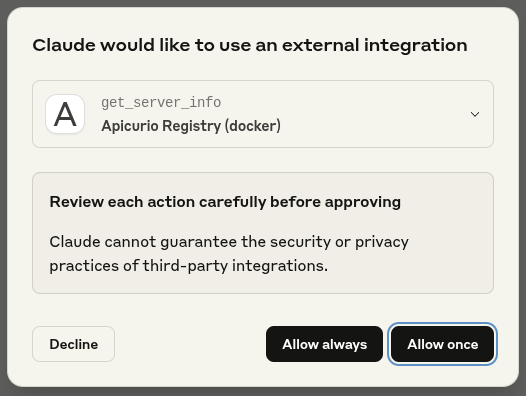 Claude would like to use an external integration
A
get_server_info
Apicurio Registry (docker)
Review each action carefully before approving
Claude cannot guarantee the security or privacy
practices of third-party integrations.
Decline
Allow always
Allow once